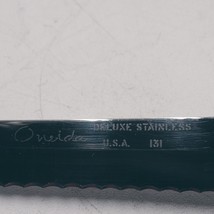 Oneida DELUXE STAINLESS
U.S.A. 131